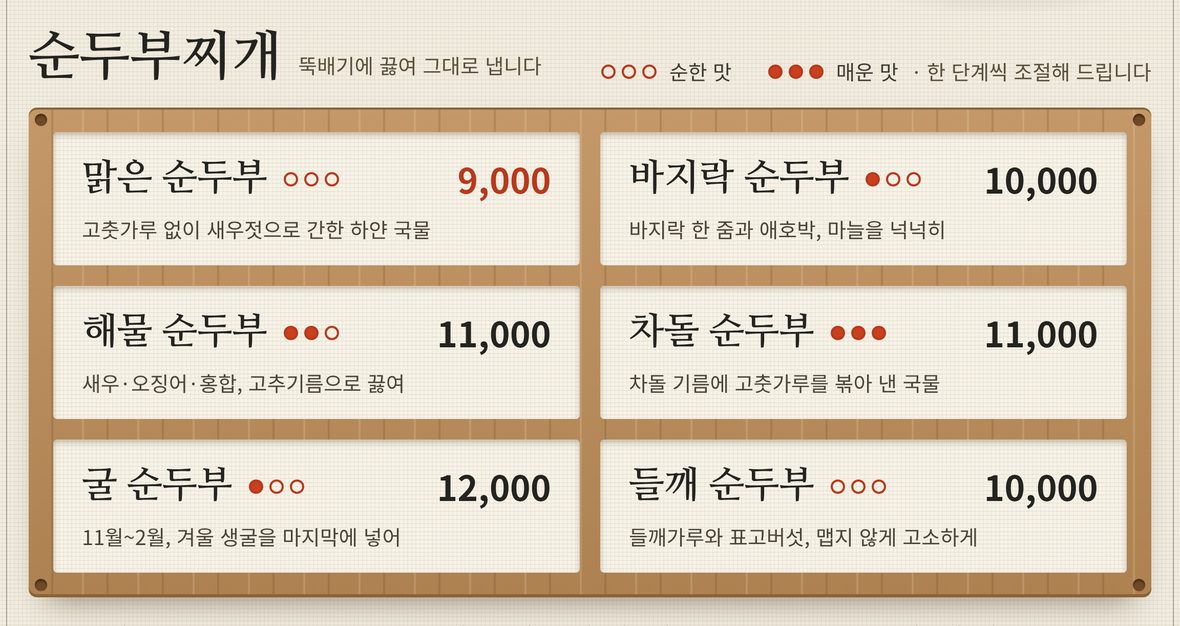 순두부찌개 뚝배기에 끓여 그대로 냅니다
○○○ 순한 맛 ●●● 매운 맛 · 한 단계씩 조절해 드립니다
맑은 순두부 ○○○ 9,000
고춧가루 없이 새우젓으로 간한 하얀 국물
바지락 순두부 ●○○ 10,000
바지락 한 줌과 애호박, 마늘을 넉넉히
해물 순두부 ●●○ 11,000
새우·오징어·홍합, 고추기름으로 끓여
차돌 순두부 ●●● 11,000
차돌 기름에 고춧가루를 볶아 낸 국물
굴 순두부 ●○○ 12,000
11월~2월, 겨울 생굴을 마지막에 넣어
들깨 순두부 ○○○ 10,000
들깨가루와 표고버섯, 맵지 않게 고소하게